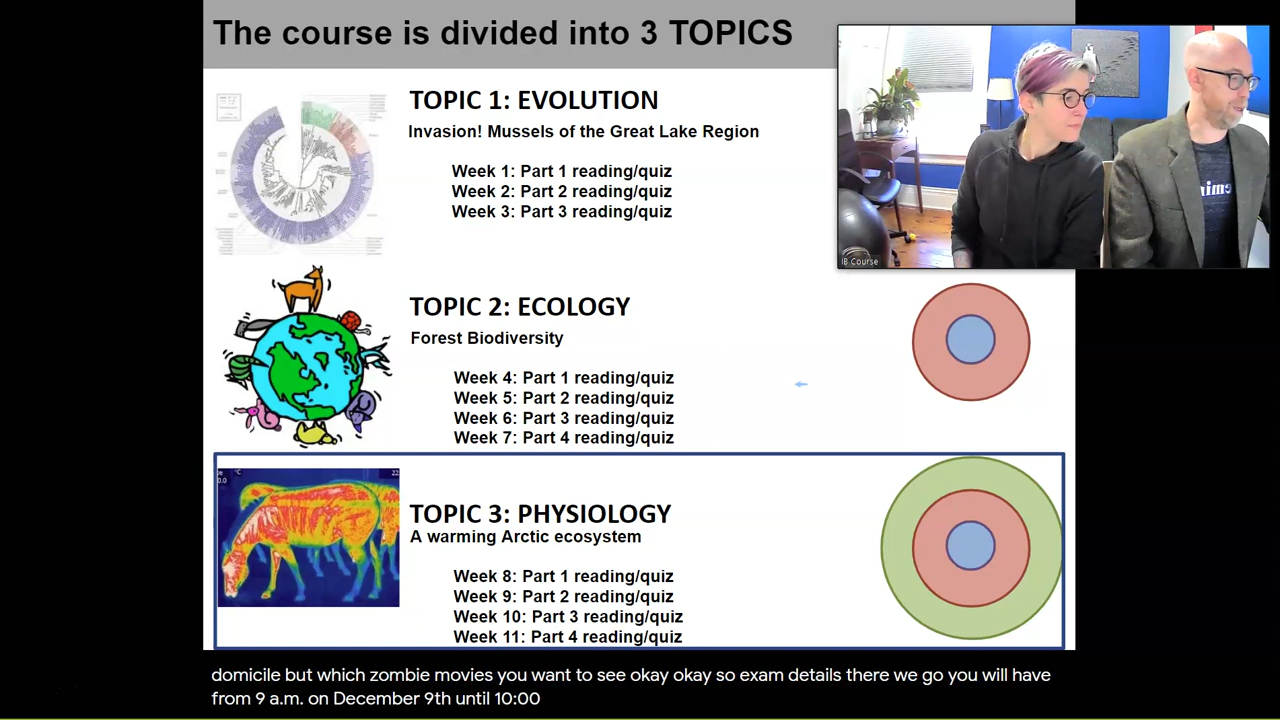 The course is divided into 3 TOPICS
TOPIC 1: EVOLUTION
Invasion! Mussels of the Great Lake Region
Week 1: Part 1 reading/quiz
Week 2: Part 2 reading/quiz
Week 3: Part 3 reading/quiz
IB Course
TOPIC 2: ECOLOGY
Forest Biodiversity
Week 4: Part 1 reading/quiz
Week 5: Part 2 reading/quiz
Week 6: Part 3 reading/quiz
Week 7: Part 4 reading/quiz
°C
22
0.0
TOPIC 3: PHYSIOLOGY
A warming Arctic ecosystem
Week 8: Part 1 reading/quiz
Week 9: Part 2 reading/quiz
Week 10: Part 3 reading/quiz
Week 11: Part 4 reading/quiz
domicile but which zombie movies you want to see okay okay so exam details there we go you will have
from 9 a.m. on December 9th until 10:00